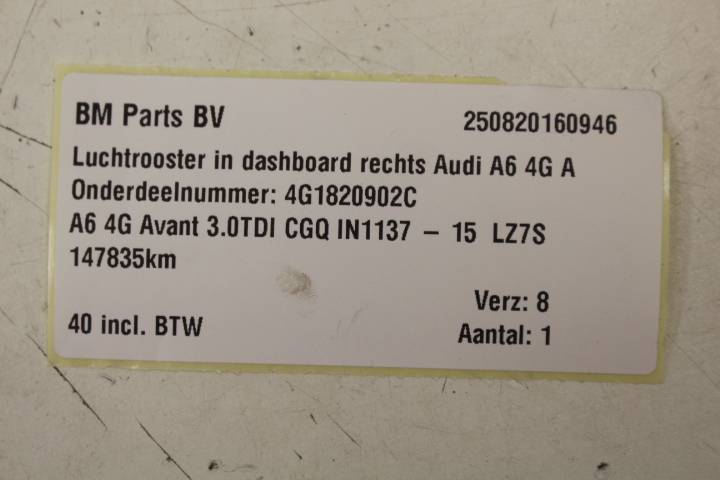 BM Parts BV 250820160946
Luchtrooster in dashboard rechts Audi A6 4G A
Onderdeelnummer: 4G1820902C
A6 4G Avant 3.0TDI CGQ IN1137 – 15 LZ7S
147835km
Verz: 8
40 incl. BTW Aantal: 1